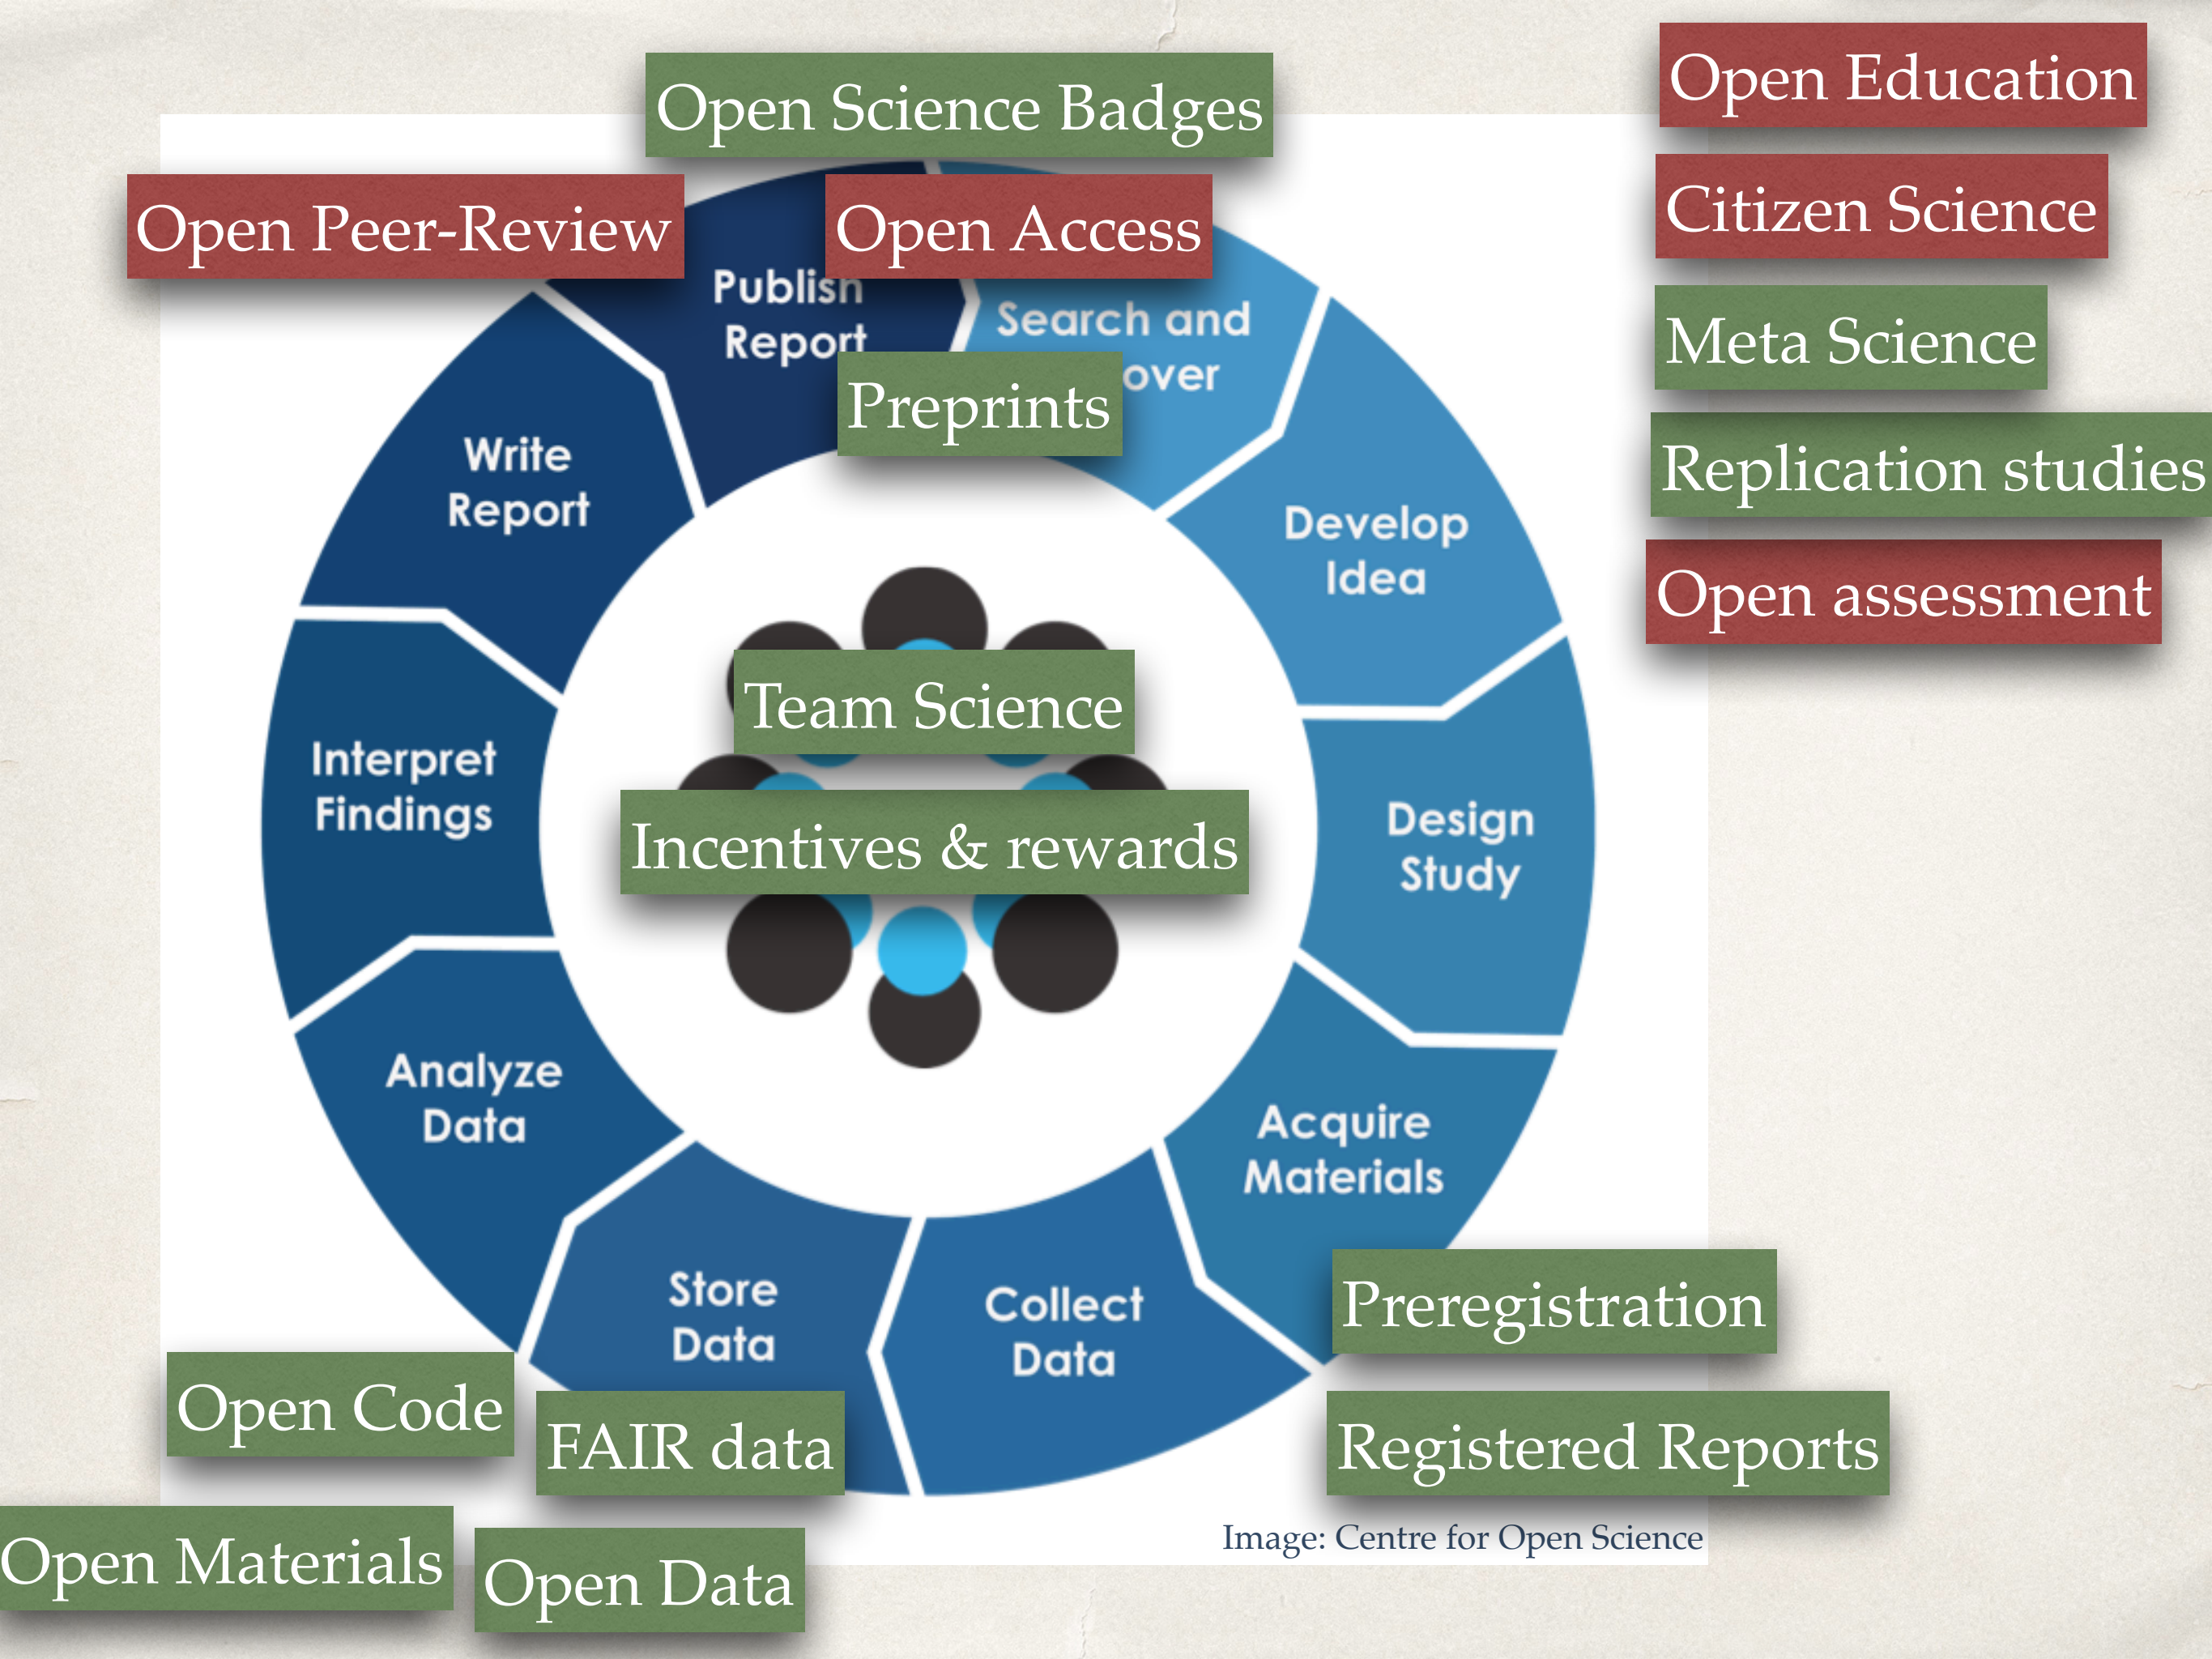 Open Science Badges
Open Education
Open Peer-Review
Open Access
Citizen Science
Publish
Report
Search and
over
Preprints
Meta Science
Replication studies
Open assessment
Write
Report
Develop
Idea
Team Science
Incentives & rewards
Interpret
Findings
Design
Study
Analyze
Data
Acquire
Materials
Store
Data
Collect
Data
Preregistration
Registered Reports
Open Code
FAIR data
Open Materials
Open Data
Image: Centre for Open Science